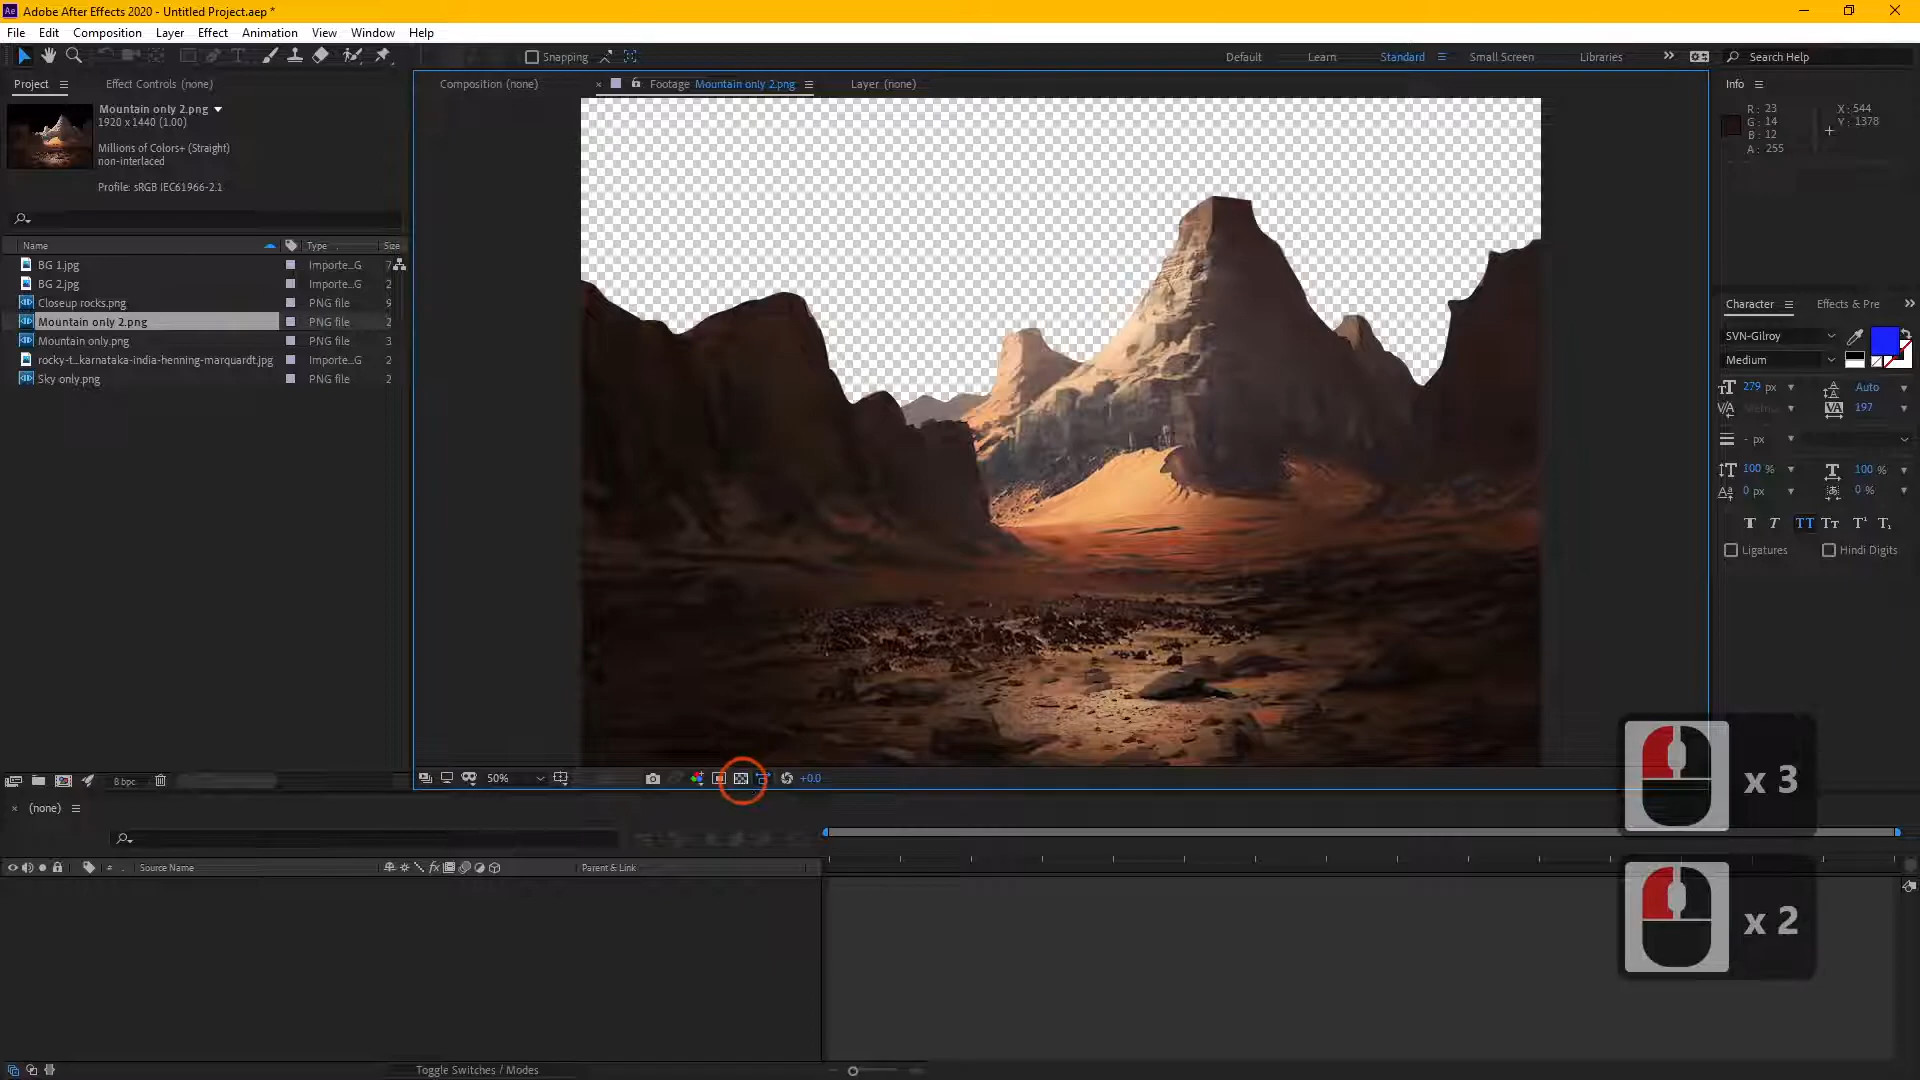 Adobe After Effects 2020 - Untitled Project.aep *
File Edit Composition Layer Effect Animation View Window Help
Snapping
Default Learn Standard Small Screen Libraries
Search Help
Project Effect Controls (none)
Composition (none) Footage Mountain only 2.png Layer (none)
Info
Mountain only 2.png
1920 x 1440 (1.00)
Millions of Colors+ (Straight)
non-interlaced
Profile: sRGB IEC61966-2.1
R: 23 X: 544
G: 14 Y: 1378
B: 12
A: 255
Name Type Size
BG 1.jpg Importe...G 7
BG 2.jpg Importe...G 2
Closeup rocks.png PNG file 9
Mountain only 2.png PNG file 2
Mountain only.png PNG file 3
rocky-t...karnataka-india-henning-marquardt.jpg Importe...G 2
Sky only.png PNG file 2
Character Effects & Pre
SVN-Gilroy
Medium
279 px Auto
197
- px
100 % 100 %
0 px 0 %
Ligatures Hindi Digits
8 bpc
50% +0.0
(none)
Source Name Parent & Link
Toggle Switches / Modes
x 3
x 2